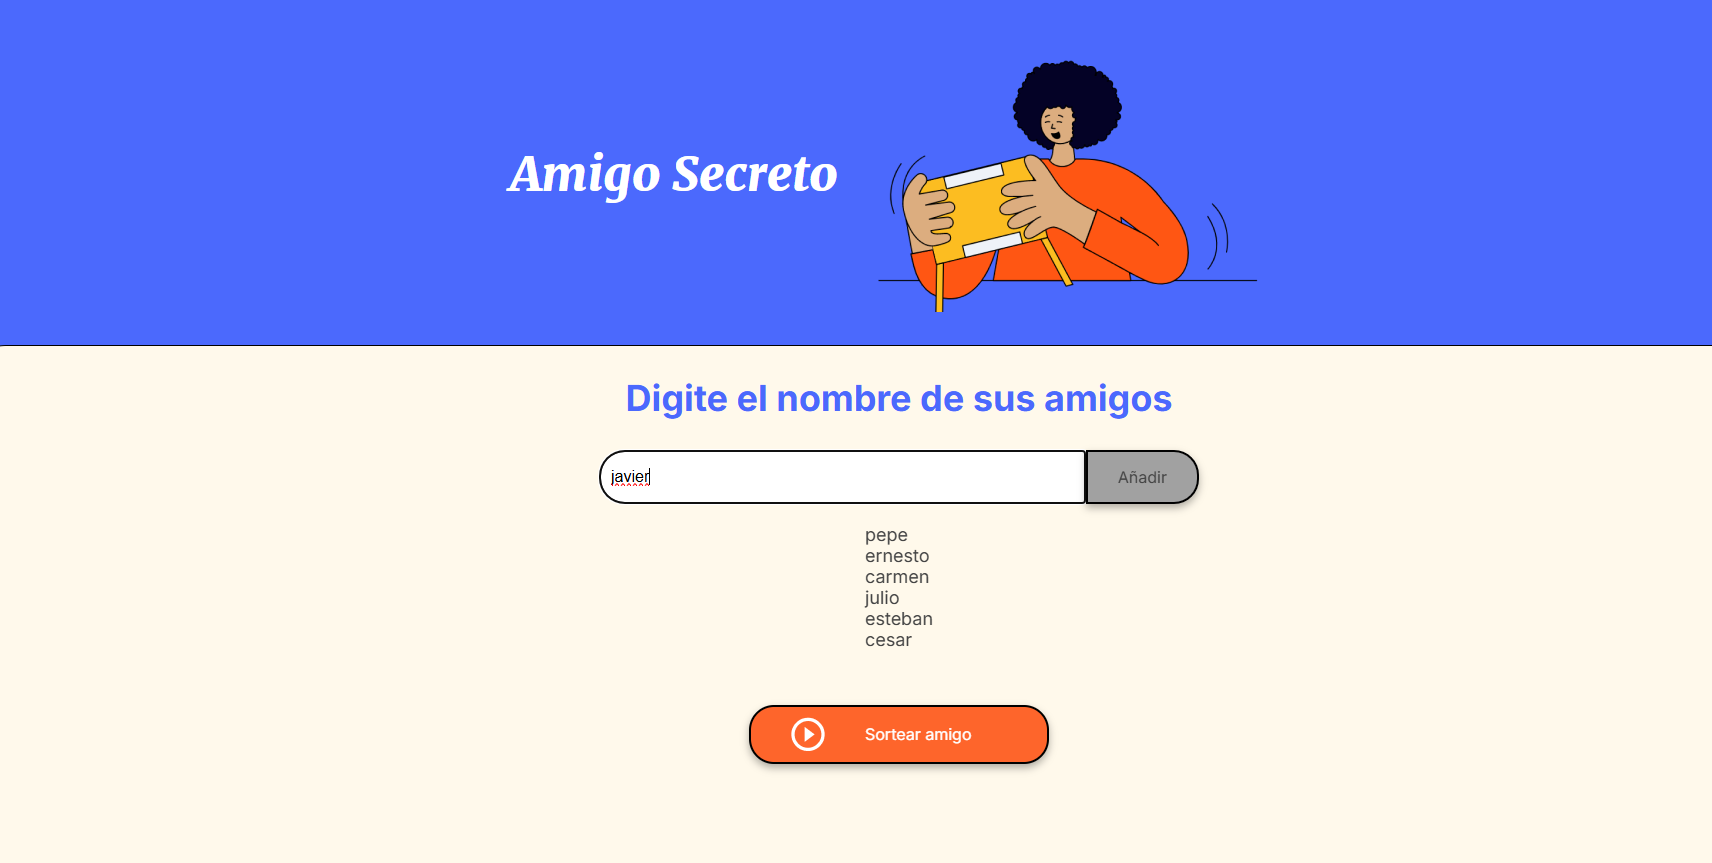 Amigo Secreto
Digite el nombre de sus amigos
javier
Añadir
pepe
ernesto
carmen
julio
esteban
cesar
Sortear amigo